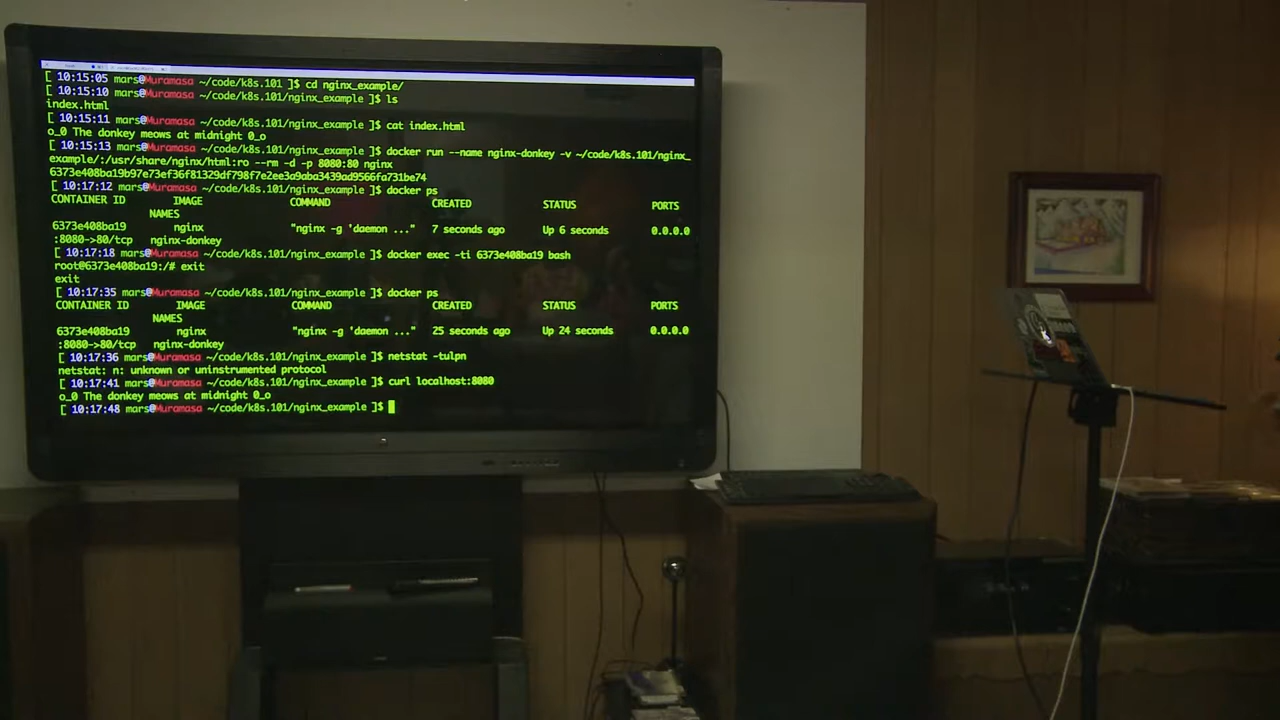 [ 10:15:05 mars@Muramasa ~/code/k8s.101 ]$ cd nginx_example/
[ 10:15:10 mars@Muramasa ~/code/k8s.101/nginx_example ]$ ls
index.html
[ 10:15:11 mars@Muramasa ~/code/k8s.101/nginx_example ]$ cat index.html
o_O The donkey meows at midnight O_o
[ 10:15:13 mars@Muramasa ~/code/k8s.101/nginx_example ]$ docker run --name nginx-donkey -v ~/code/k8s.101/nginx_
example/:/usr/share/nginx/html:ro --rm -d -p 8080:80 nginx
6373e408ba19b97e73ef36f81329df798f7e2ee3a9aba3439ad9566fa731be74
[ 10:17:12 mars@Muramasa ~/code/k8s.101/nginx_example ]$ docker ps
CONTAINER ID IMAGE COMMAND CREATED STATUS PORTS
NAMES
6373e408ba19 nginx "nginx -g 'daemon ..." 7 seconds ago Up 6 seconds 0.0.0.0
:8080->80/tcp nginx-donkey
[ 10:17:18 mars@Muramasa ~/code/k8s.101/nginx_example ]$ docker exec -ti 6373e408ba19 bash
root@6373e408ba19:/# exit
exit
[ 10:17:35 mars@Muramasa ~/code/k8s.101/nginx_example ]$ docker ps
CONTAINER ID IMAGE COMMAND CREATED STATUS PORTS
NAMES
6373e408ba19 nginx "nginx -g 'daemon ..." 25 seconds ago Up 24 seconds 0.0.0.0
:8080->80/tcp nginx-donkey
[ 10:17:36 mars@Muramasa ~/code/k8s.101/nginx_example ]$ netstat -tulpn
netstat: n: unknown or uninstrumented protocol
[ 10:17:41 mars@Muramasa ~/code/k8s.101/nginx_example ]$ curl localhost:8080
o_O The donkey meows at midnight O_o
[ 10:17:48 mars@Muramasa ~/code/k8s.101/nginx_example ]$